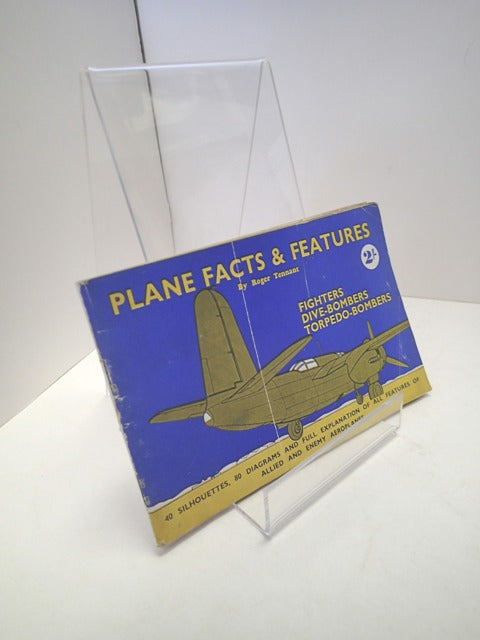 PLANE FACTS & FEATURES
By Roger Tennant
2/-
FIGHTERS
DIVE-BOMBERS
TORPEDO-BOMBERS
40 SILHOUETTES, 80 DIAGRAMS AND FULL EXPLANATION OF ALL FEATURES OF
ALLIED AND ENEMY AEROPLANES